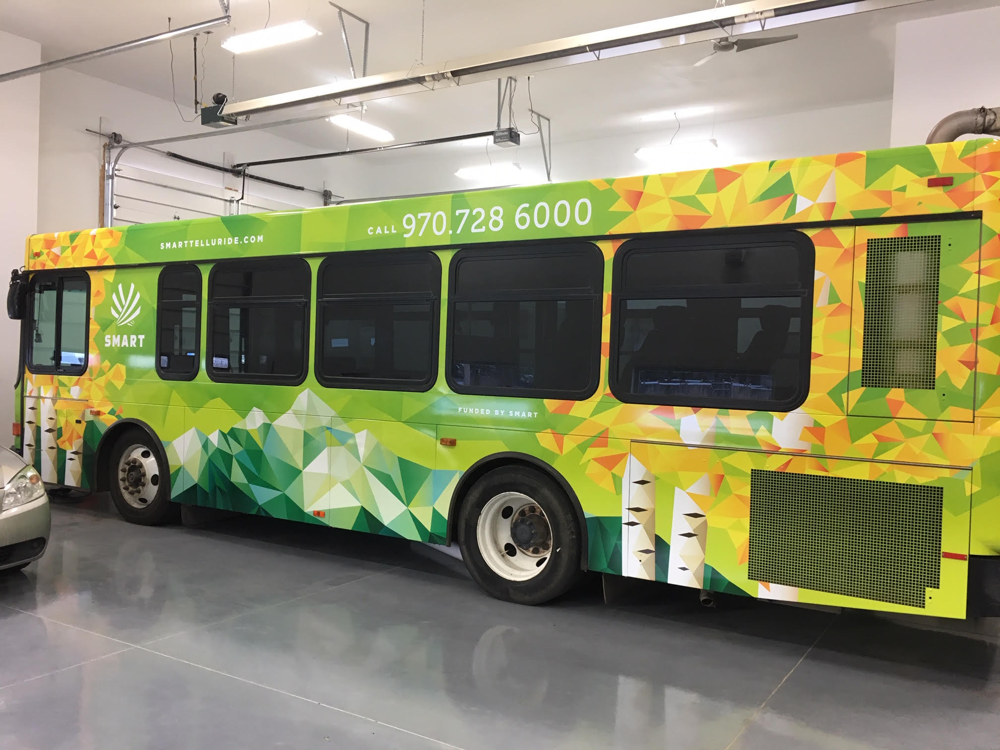 SMARTTELLURIDE.COM
CALL 970.728 6000
SMART
FUNDED BY SMART